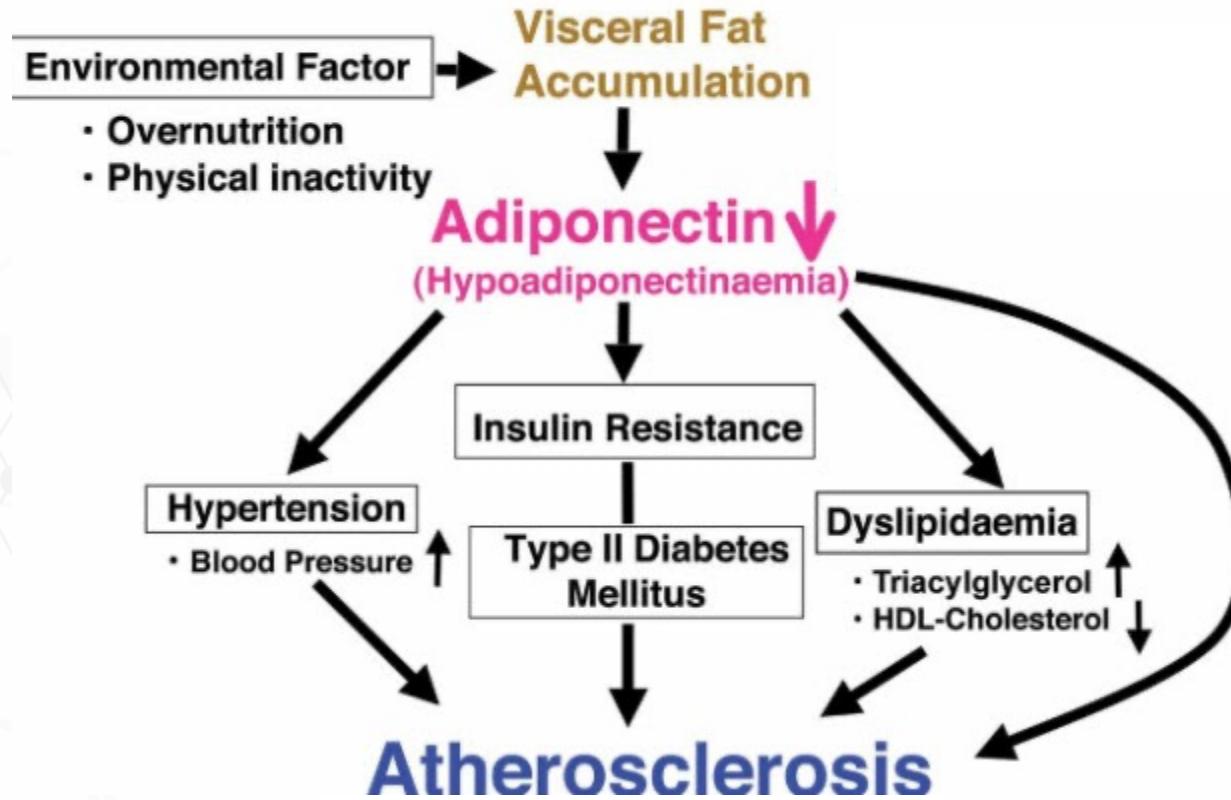 Visceral Fat
Accumulation
Environmental Factor
· Overnutrition
· Physical inactivity
Adiponectin
(Hypoadiponectinaemia)
Insulin Resistance
Hypertension
· Blood Pressure
Type II Diabetes
Mellitus
Dyslipidaemia
· Triacylglycerol
· HDL-Cholesterol
Atherosclerosis